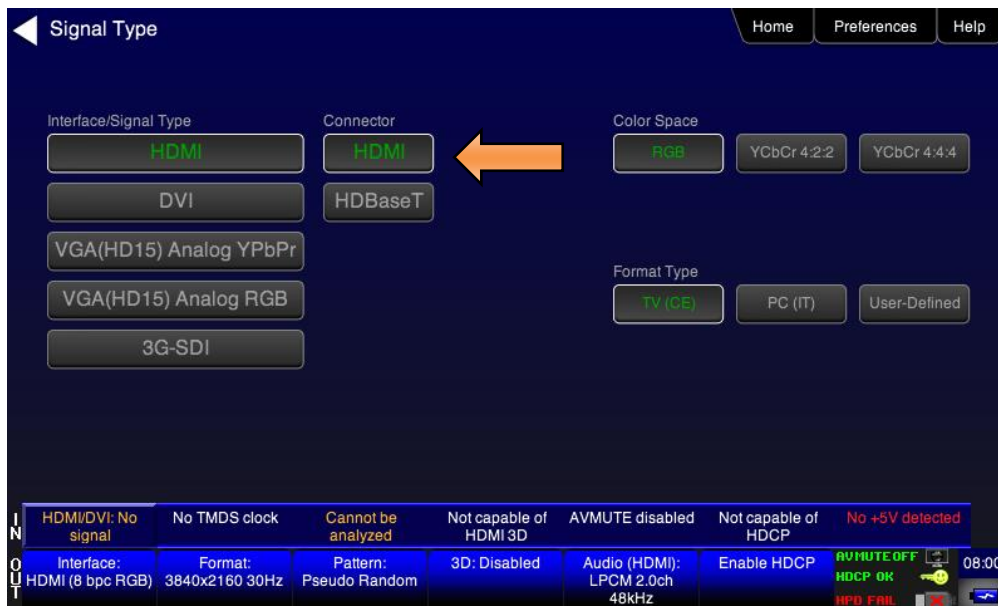 Signal Type
Home
Preferences
Help
Interface/Signal Type
Connector
Color Space
HDMI
HDMI
RGB
YCbCr 4:2:2
YCbCr 4:4:4
DVI
HDBaseT
VGA(HD15) Analog YPbPr
Format Type
VGA(HD15) Analog RGB
TV (CE)
PC (IT)
User-Defined
3G-SDI
IN
HDMI/DVI: No
signal
No TMDS clock
Cannot be
analyzed
Not capable of
HDMI 3D
AVMUTE disabled
Not capable of
HDCP
No +5V detected
OUT
Interface:
HDMI (8 bpc RGB)
Format:
3840x2160 30Hz
Pattern:
Pseudo Random
3D: Disabled
Audio (HDMI):
LPCM 2.0ch
48kHz
Enable HDCP
AVMUTE OFF
HDCP OK
HPD FAIL
08:00